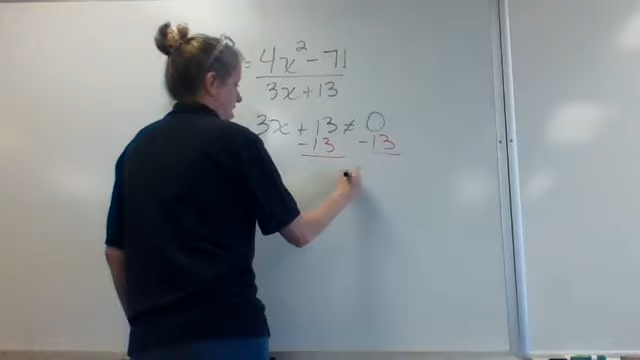 = 4x² - 71
3x + 13
3x + 13 ≠ 0
-13 -13